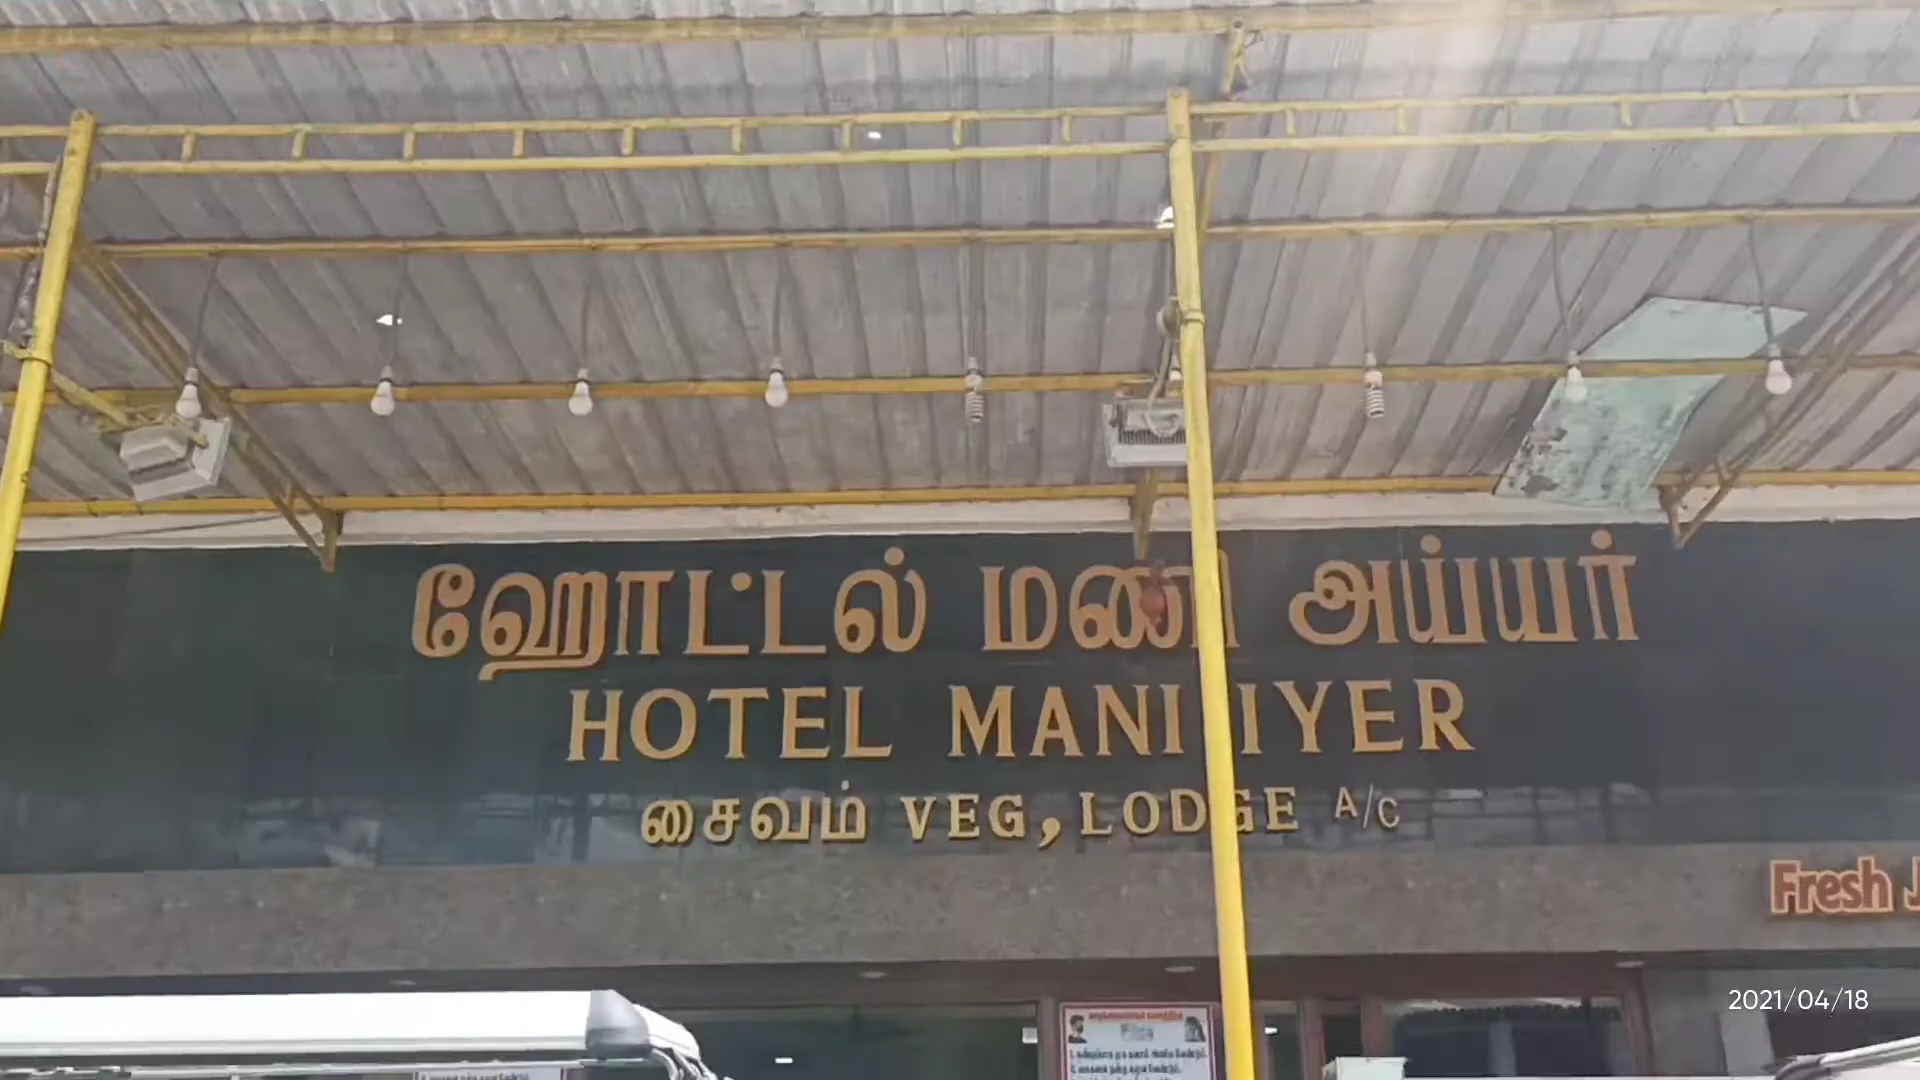 ஹோட்டல் மணி அய்யர்
HOTEL MANI IYER
சைவம் VEG, LODGE A/C
Fresh J
2021/04/18